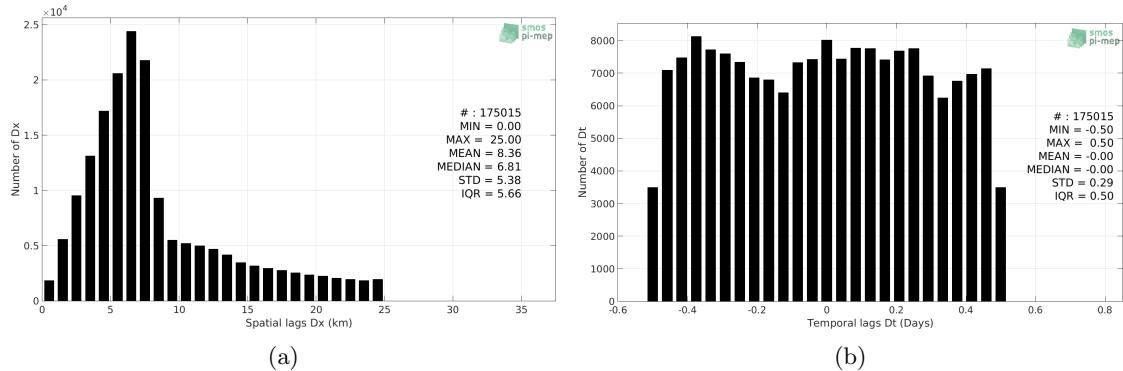 ×10⁴
2.5
2
1.5
1
0.5
0
0 5 10 15 20 25 30 35
Number of Dx
Spatial lags Dx (km)
smos
pi-mep
# : 175015
MIN = 0.00
MAX = 25.00
MEAN = 8.36
MEDIAN = 6.81
STD = 5.38
IQR = 5.66
(a)
8000
7000
6000
5000
4000
3000
2000
1000
0
-0.6 -0.4 -0.2 0 0.2 0.4 0.6 0.8
Number of Dt
Temporal lags Dt (Days)
smos
pi-mep
# : 175015
MIN = -0.50
MAX = 0.50
MEAN = -0.00
MEDIAN = -0.00
STD = 0.29
IQR = 0.50
(b)